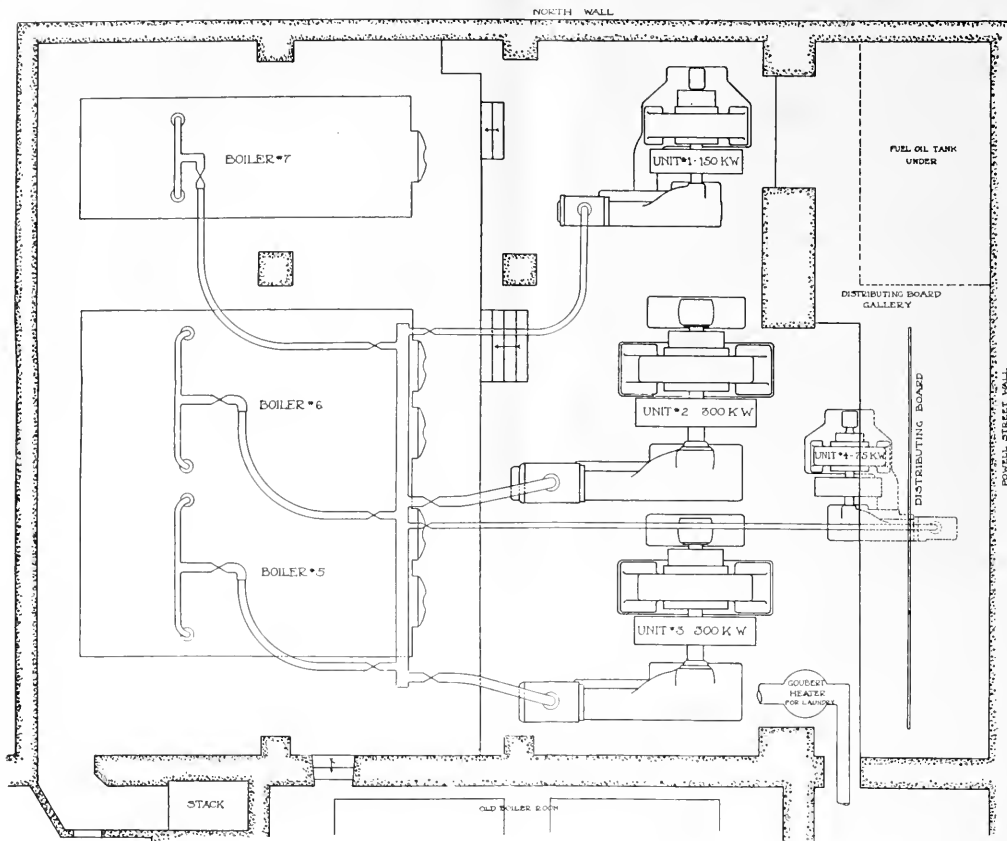 NORTH WALL
BOILER #7
UNIT #1 - 150 KW
FUEL OIL TANK
UNDER
DISTRIBUTING BOARD
GALLERY
BOILER #6
UNIT #2 300 KW
UNIT #4 - 75 KW
DISTRIBUTING BOARD
POWELL STREET WALL
BOILER #5
UNIT #3 300 KW
GOUBERT
HEATER
FOR LAUNDRY
STACK
OLD BOILER ROOM